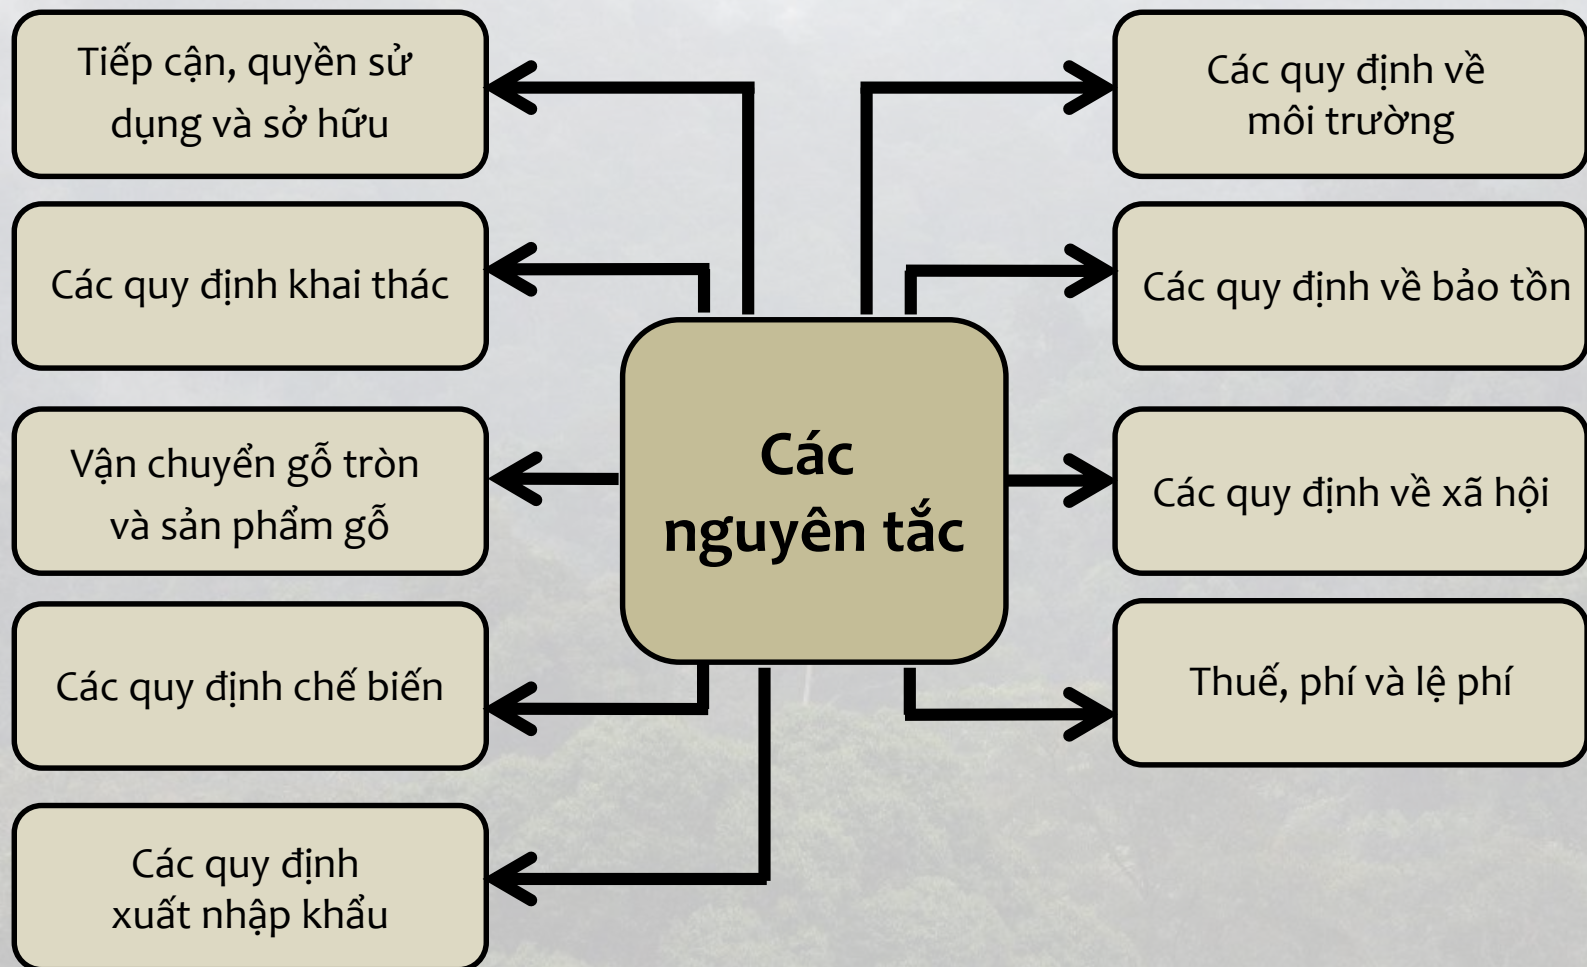 Tiếp cận, quyền sử
dụng và sở hữu
Các quy định khai thác
Vận chuyển gỗ tròn
và sản phẩm gỗ
Các quy định chế biến
Các quy định
xuất nhập khẩu
Các
nguyên tắc
Các quy định về
môi trường
Các quy định về bảo tồn
Các quy định về xã hội
Thuế, phí và lệ phí